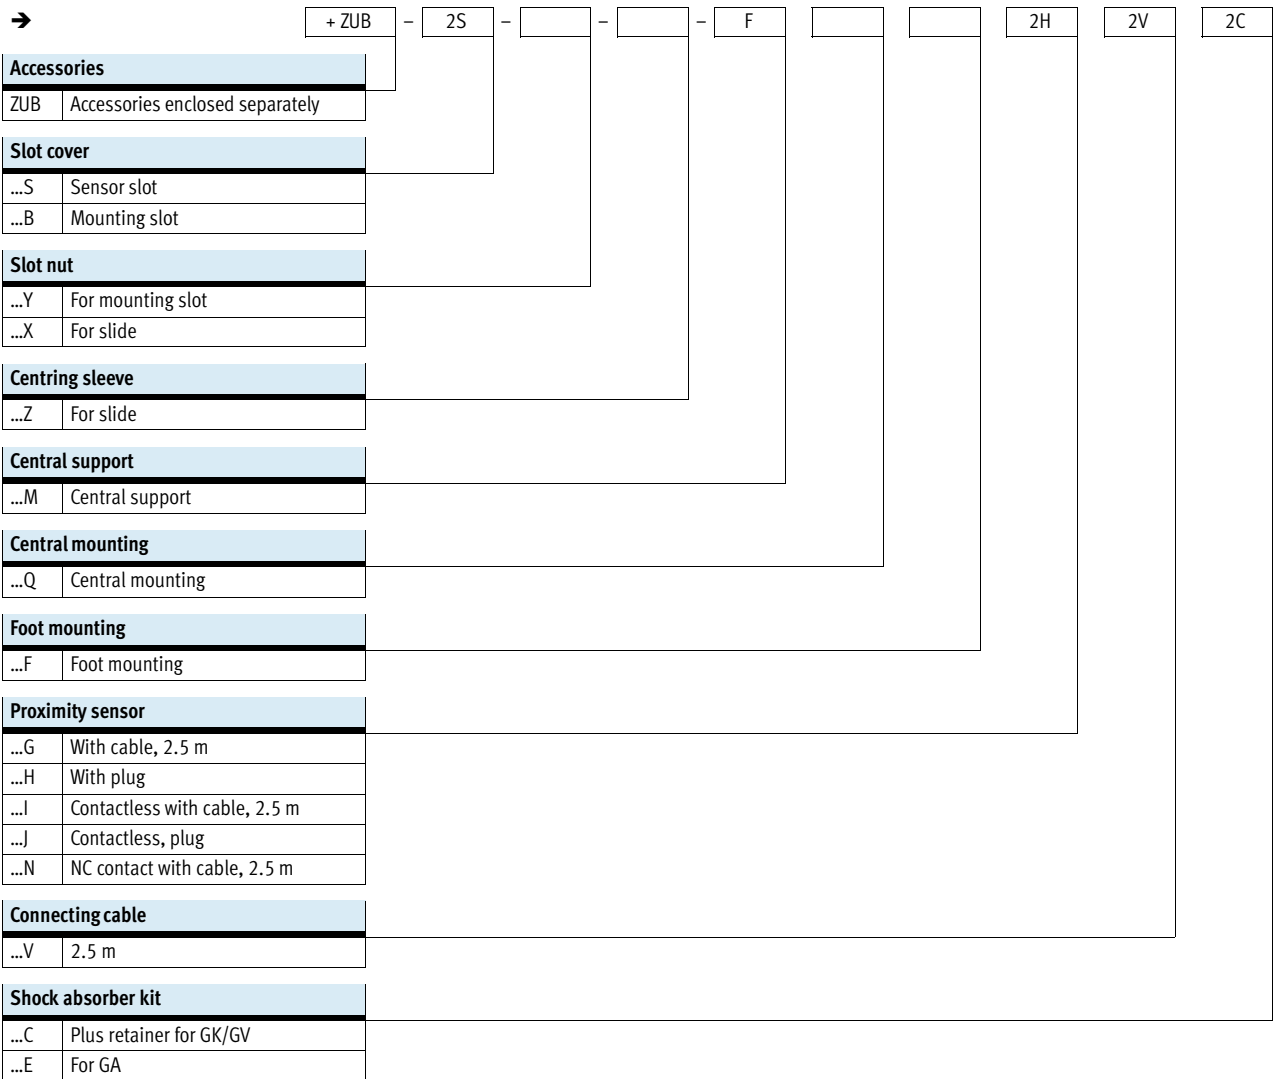 ➔ + ZUB – 2S – – – F 2H 2V 2C
Accessories
ZUB Accessories enclosed separately
Slot cover
...S Sensor slot
...B Mounting slot
Slot nut
...Y For mounting slot
...X For slide
Centring sleeve
...Z For slide
Central support
...M Central support
Central mounting
...Q Central mounting
Foot mounting
...F Foot mounting
Proximity sensor
...G With cable, 2.5 m
...H With plug
...I Contactless with cable, 2.5 m
...J Contactless, plug
...N NC contact with cable, 2.5 m
Connecting cable
...V 2.5 m
Shock absorber kit
...C Plus retainer for GK/GV
...E For GA